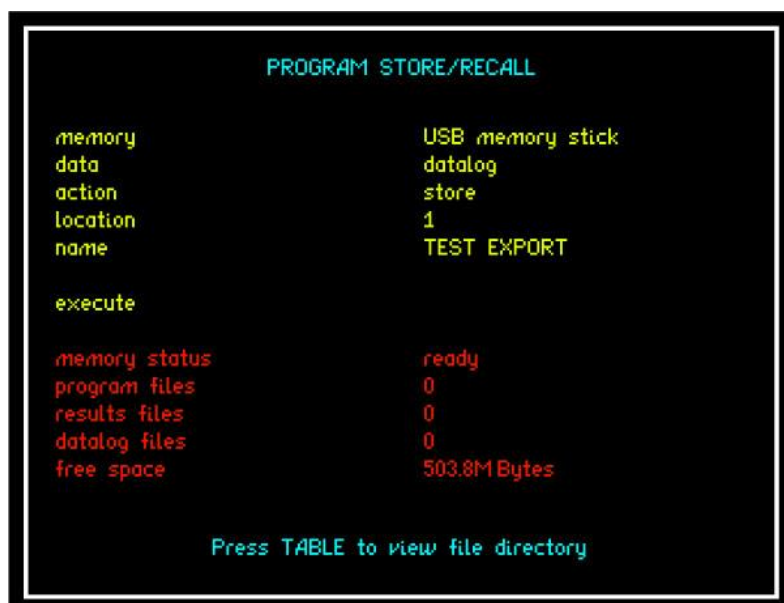 PROGRAM STORE/RECALL
memory USB memory stick
data datalog
action store
location 1
name TEST EXPORT
execute
memory status ready
program files 0
results files 0
datalog files 0
free space 503.8M Bytes
Press TABLE to view file directory